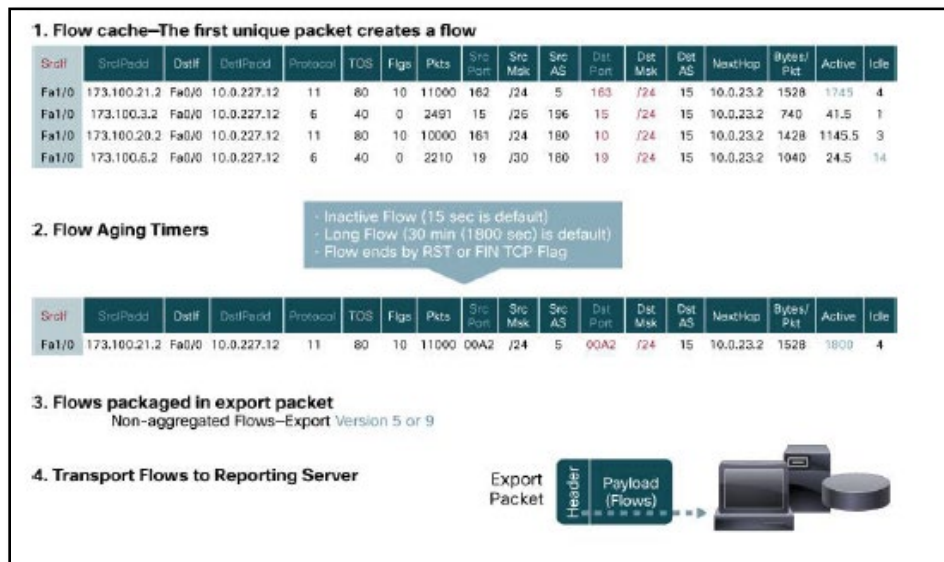 1. Flow cache–The first unique packet creates a flow
SrcIf SrcIPadd DstIf DstIPadd Protocol TOS Flgs Pkts Src Port Src Msk Src AS Dst Port Dst Msk Dst AS NextHop Bytes/Pkt Active Idle
Fa1/0 173.100.21.2 Fa0/0 10.0.227.12 11 80 10 11000 162 /24 5 163 /24 15 10.0.23.2 1528 1745 4
Fa1/0 173.100.3.2 Fa0/0 10.0.227.12 6 40 0 2491 15 /26 196 15 /24 15 10.0.23.2 740 41.5 1
Fa1/0 173.100.20.2 Fa0/0 10.0.227.12 11 80 10 10000 161 /24 180 10 /24 15 10.0.23.2 1428 1145.5 3
Fa1/0 173.100.6.2 Fa0/0 10.0.227.12 6 40 0 2210 19 /30 180 19 /24 15 10.0.23.2 1040 24.5 14
2. Flow Aging Timers
- Inactive Flow (15 sec is default)
- Long Flow (30 min (1800 sec) is default)
- Flow ends by RST or FIN TCP Flag
SrcIf SrcIPadd DstIf DstIPadd Protocol TOS Flgs Pkts Src Port Src Msk Src AS Dst Port Dst Msk Dst AS NextHop Bytes/Pkt Active Idle
Fa1/0 173.100.21.2 Fa0/0 10.0.227.12 11 80 10 11000 00A2 /24 5 00A2 /24 15 10.0.23.2 1528 1800 4
3. Flows packaged in export packet
Non-aggregated Flows–Export Version 5 or 9
4. Transport Flows to Reporting Server
Export Packet
Header
Payload (Flows)